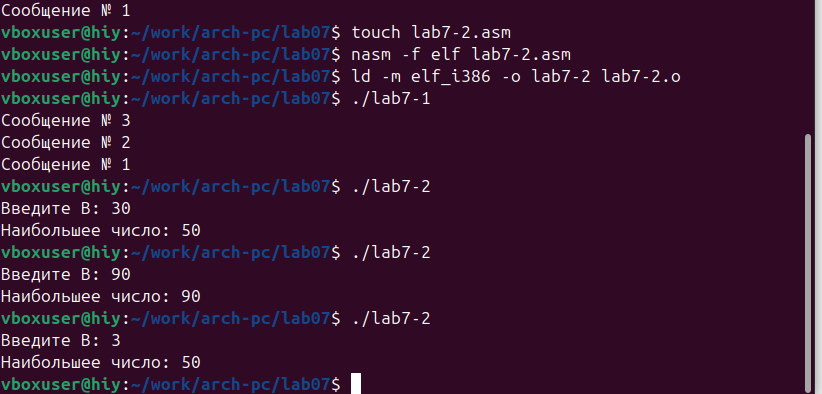 Сообщение № 1
vboxuser@hiy:~/work/arch-pc/lab07$ touch lab7-2.asm
vboxuser@hiy:~/work/arch-pc/lab07$ nasm -f elf lab7-2.asm
vboxuser@hiy:~/work/arch-pc/lab07$ ld -m elf_i386 -o lab7-2 lab7-2.o
vboxuser@hiy:~/work/arch-pc/lab07$ ./lab7-1
Сообщение № 3
Сообщение № 2
Сообщение № 1
vboxuser@hiy:~/work/arch-pc/lab07$ ./lab7-2
Введите B: 30
Наибольшее число: 50
vboxuser@hiy:~/work/arch-pc/lab07$ ./lab7-2
Введите B: 90
Наибольшее число: 90
vboxuser@hiy:~/work/arch-pc/lab07$ ./lab7-2
Введите B: 3
Наибольшее число: 50
vboxuser@hiy:~/work/arch-pc/lab07$